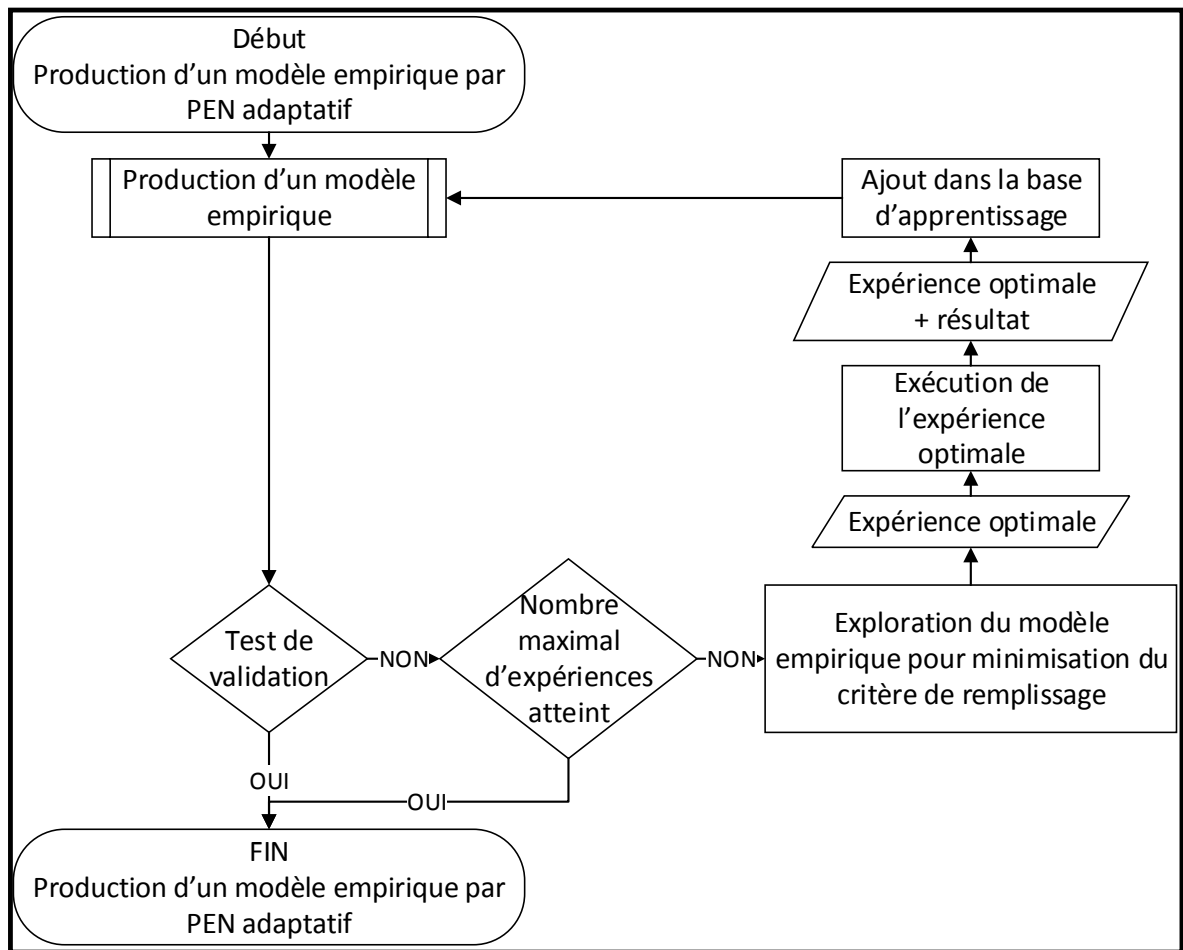 Début
Production d'un modèle empirique par
PEN adaptatif
Production d'un modèle
empirique
Ajout dans la base
d'apprentissage
Expérience optimale
+ résultat
Exécution de
l'expérience
optimale
Expérience optimale
Test de
validation
NON
Nombre
maximal
d'expériences
atteint
NON
Exploration du modèle
empirique pour minimisation du
critère de remplissage
OUI
OUI
FIN
Production d'un modèle empirique par
PEN adaptatif